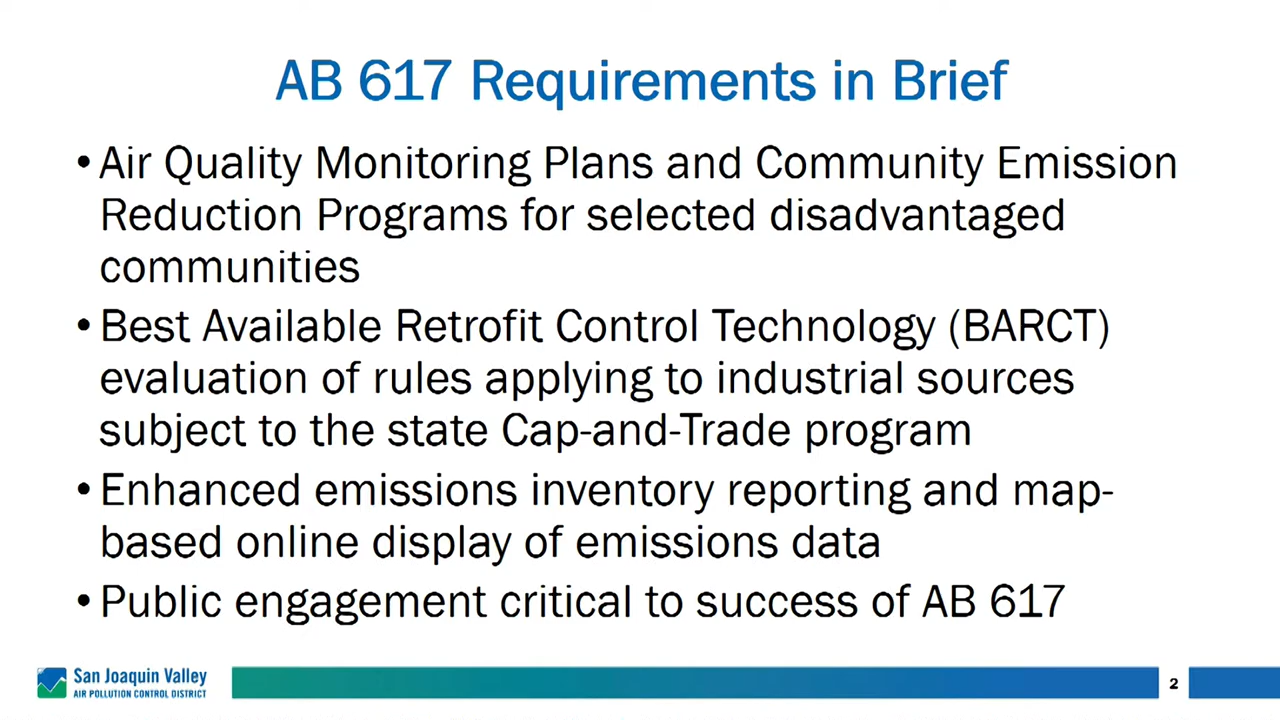 AB 617 Requirements in Brief
• Air Quality Monitoring Plans and Community Emission
Reduction Programs for selected disadvantaged
communities
• Best Available Retrofit Control Technology (BARCT)
evaluation of rules applying to industrial sources
subject to the state Cap-and-Trade program
• Enhanced emissions inventory reporting and map-
based online display of emissions data
• Public engagement critical to success of AB 617
San Joaquin Valley
AIR POLLUTION CONTROL DISTRICT
2